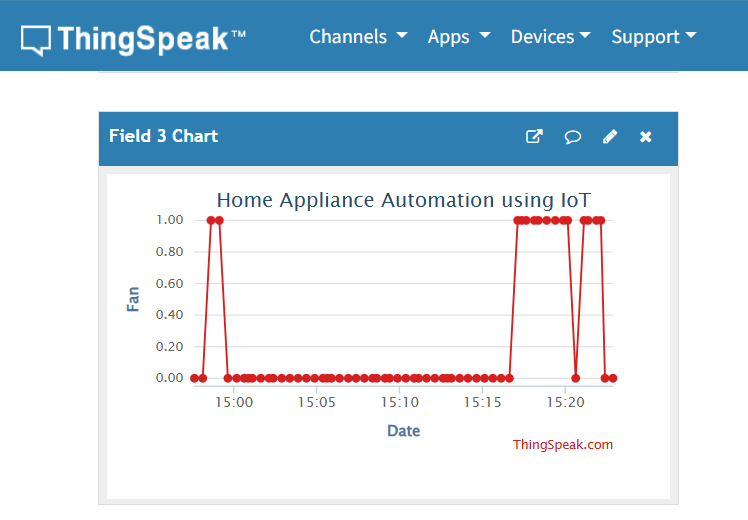 ThingSpeak™ Channels Apps Devices Support
Field 3 Chart
Home Appliance Automation using IoT
1.00
0.80
0.60
0.40
0.20
0.00
Fan
15:00 15:05 15:10 15:15 15:20
Date
ThingSpeak.com